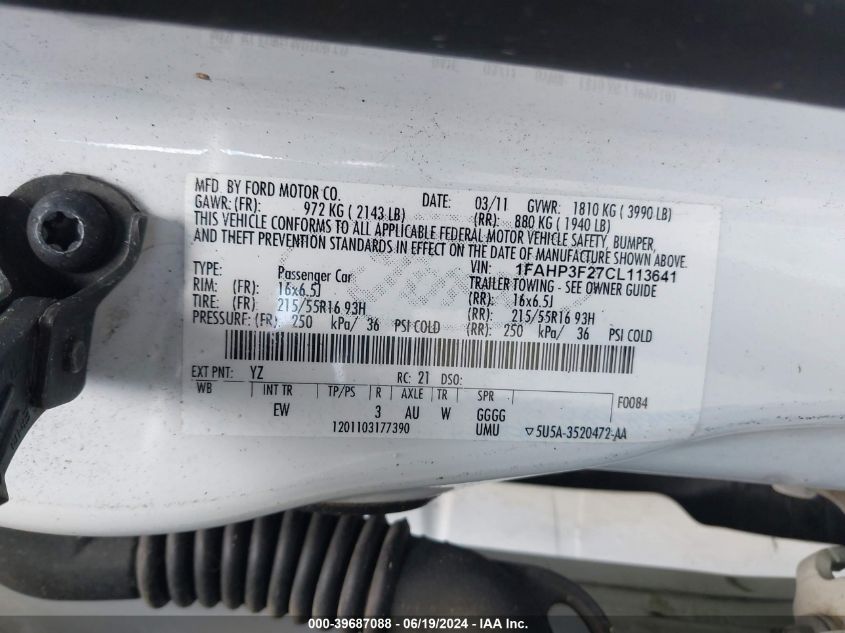 MFD. BY FORD MOTOR CO.
DATE: 03/11 GVWR: 1810 KG ( 3990 LB)
GAWR: (FR): 972 KG ( 2143 LB) (RR): 880 KG ( 1940 LB)
THIS VEHICLE CONFORMS TO ALL APPLICABLE FEDERAL MOTOR VEHICLE SAFETY, BUMPER,
AND THEFT PREVENTION STANDARDS IN EFFECT ON THE DATE OF MANUFACTURE SHOWN ABOVE.
VIN: 1FAHP3F27CL113641
TYPE: Passenger Car TRAILER TOWING - SEE OWNER GUIDE
RIM: (FR): 16x6.5J (RR): 16x6.5J
TIRE: (FR): 215/55R16 93H (RR): 215/55R16 93H
PRESSURE: (FR): 250 kPa/ 36 PSI COLD (RR): 250 kPa/ 36 PSI COLD
EXT PNT: YZ RC: 21 DSO:
WB INT TR TP/PS R AXLE TR SPR F0084
EW 3 AU W GGGG
1201103177390 UMU ▽5U5A-3520472-AA
000-39687088 - 06/19/2024 - IAA Inc.